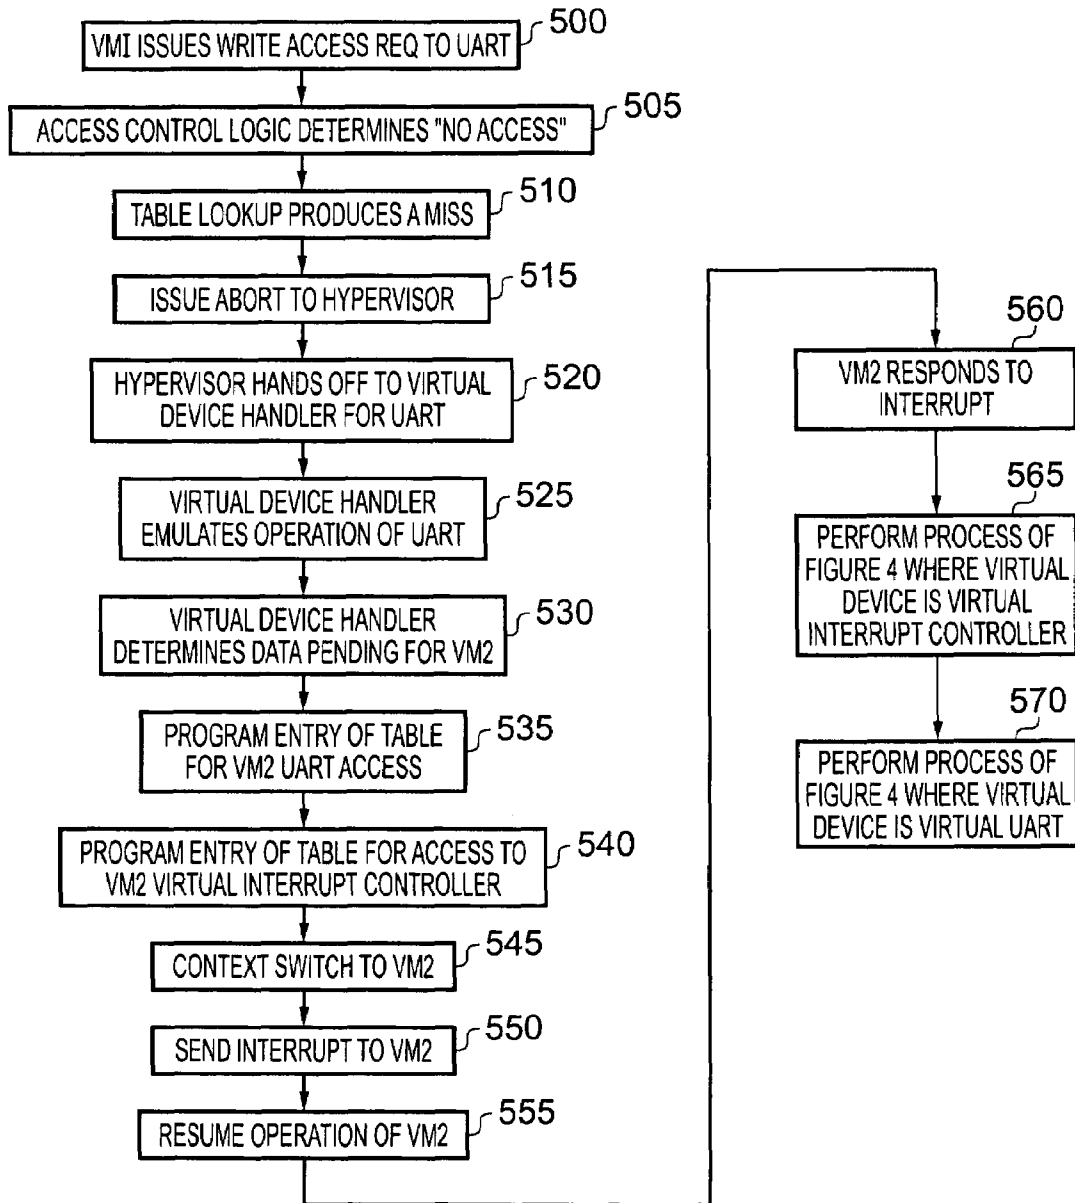 VMI ISSUES WRITE ACCESS REQ TO UART
500
ACCESS CONTROL LOGIC DETERMINES "NO ACCESS"
505
TABLE LOOKUP PRODUCES A MISS
510
ISSUE ABORT TO HYPERVISOR
515
HYPERVISOR HANDS OFF TO VIRTUAL
DEVICE HANDLER FOR UART
520
VIRTUAL DEVICE HANDLER
EMULATES OPERATION OF UART
525
VIRTUAL DEVICE HANDLER
DETERMINES DATA PENDING FOR VM2
530
PROGRAM ENTRY OF TABLE
FOR VM2 UART ACCESS
535
PROGRAM ENTRY OF TABLE FOR ACCESS TO
VM2 VIRTUAL INTERRUPT CONTROLLER
540
CONTEXT SWITCH TO VM2
545
SEND INTERRUPT TO VM2
550
RESUME OPERATION OF VM2
555
560
VM2 RESPONDS TO
INTERRUPT
565
PERFORM PROCESS OF
FIGURE 4 WHERE VIRTUAL
DEVICE IS VIRTUAL
INTERRUPT CONTROLLER
570
PERFORM PROCESS OF
FIGURE 4 WHERE VIRTUAL
DEVICE IS VIRTUAL UART